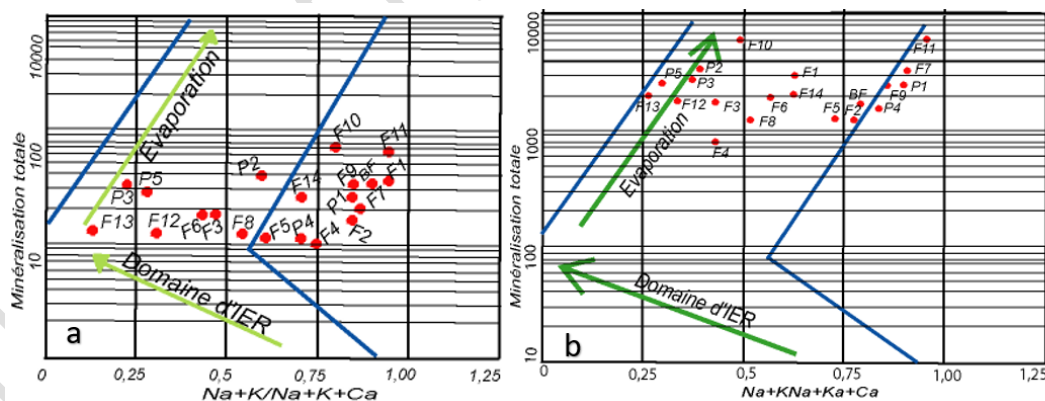 a
Minéralisation totale
1000
100
10
Evaporation
Domaine d'IER
F10
F11
P2
F14
F9
BF
F1
P5
P3
P1
F7
F13
F12
F6
F3
F8
F5
P4
F4
F2
0
0,25
0,5
0,75
1,00
1,25
Na+K/Na+K+Ca
b
Minéralisation totale
10000
1000
100
10
Evaporation
Domaine d'IER
F10
F11
P2
F1
F7
P5
P3
F14
F9
P1
F13
F12
F3
F6
BF
F8
F5
F2
P4
F4
0
0,25
0,5
0,75
1.00
1,25
Na+KNa+Ka+Ca